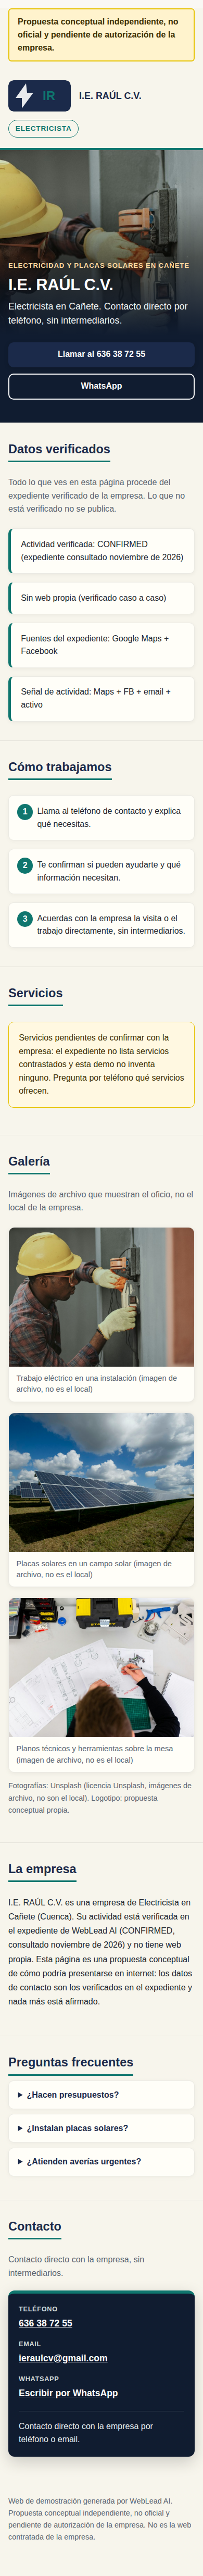 Propuesta conceptual independiente, no
oficial y pendiente de autorización de la
empresa.
IR
I.E. RAÚL C.V.
ELECTRICISTA
ELECTRICIDAD Y PLACAS SOLARES EN CAÑETE
I.E. RAÚL C.V.
Electricista en Cañete. Contacto directo por
teléfono, sin intermediarios.
Llamar al 636 38 72 55
WhatsApp
Datos verificados
Todo lo que ves en esta página procede del
expediente verificado de la empresa. Lo que no
está verificado no se publica.
Actividad verificada: CONFIRMED
(expediente consultado noviembre de 2026)
Sin web propia (verificado caso a caso)
Fuentes del expediente: Google Maps +
Facebook
Señal de actividad: Maps + FB + email +
activo
Cómo trabajamos
1 Llama al teléfono de contacto y explica
qué necesitas.
2 Te confirman si pueden ayudarte y qué
información necesitan.
3 Acuerdas con la empresa la visita o el
trabajo directamente, sin intermediarios.
Servicios
Servicios pendientes de confirmar con la
empresa: el expediente no lista servicios
contrastados y esta demo no inventa
ninguno. Pregunta por teléfono qué servicios
ofrecen.
Galería
Imágenes de archivo que muestran el oficio, no el
local de la empresa.
Trabajo eléctrico en una instalación (imagen de
archivo, no es el local)
Placas solares en un campo solar (imagen de
archivo, no es el local)
Planos técnicos y herramientas sobre la mesa
(imagen de archivo, no es el local)
Fotografías: Unsplash (licencia Unsplash, imágenes de
archivo, no son el local). Logotipo: propuesta
conceptual propia.
La empresa
I.E. RAÚL C.V. es una empresa de Electricista en
Cañete (Cuenca). Su actividad está verificada en
el expediente de WebLead AI (CONFIRMED,
consultado noviembre de 2026) y no tiene web
propia. Esta página es una propuesta conceptual
de cómo podría presentarse en internet: los datos
de contacto son los verificados en el expediente y
nada más está afirmado.
Preguntas frecuentes
▶ ¿Hacen presupuestos?
▶ ¿Instalan placas solares?
▶ ¿Atienden averías urgentes?
Contacto
Contacto directo con la empresa, sin
intermediarios.
TELÉFONO
636 38 72 55
EMAIL
ieraulcv@gmail.com
WHATSAPP
Escribir por WhatsApp
Contacto directo con la empresa por
teléfono o email.
Web de demostración generada por WebLead AI.
Propuesta conceptual independiente, no oficial y
pendiente de autorización de la empresa. No es la web
contratada de la empresa.